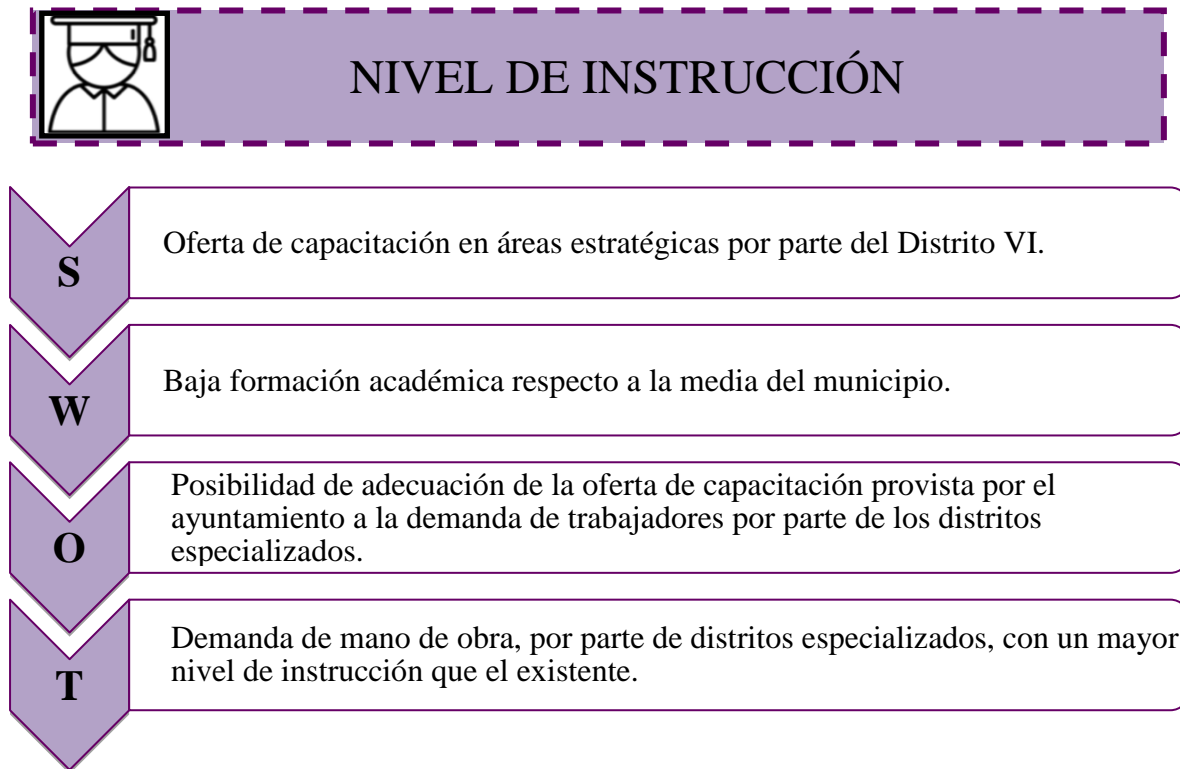 NIVEL DE INSTRUCCIÓN
S
Oferta de capacitación en áreas estratégicas por parte del Distrito VI.
W
Baja formación académica respecto a la media del municipio.
O
Posibilidad de adecuación de la oferta de capacitación provista por el
ayuntamiento a la demanda de trabajadores por parte de los distritos
especializados.
T
Demanda de mano de obra, por parte de distritos especializados, con un mayor
nivel de instrucción que el existente.